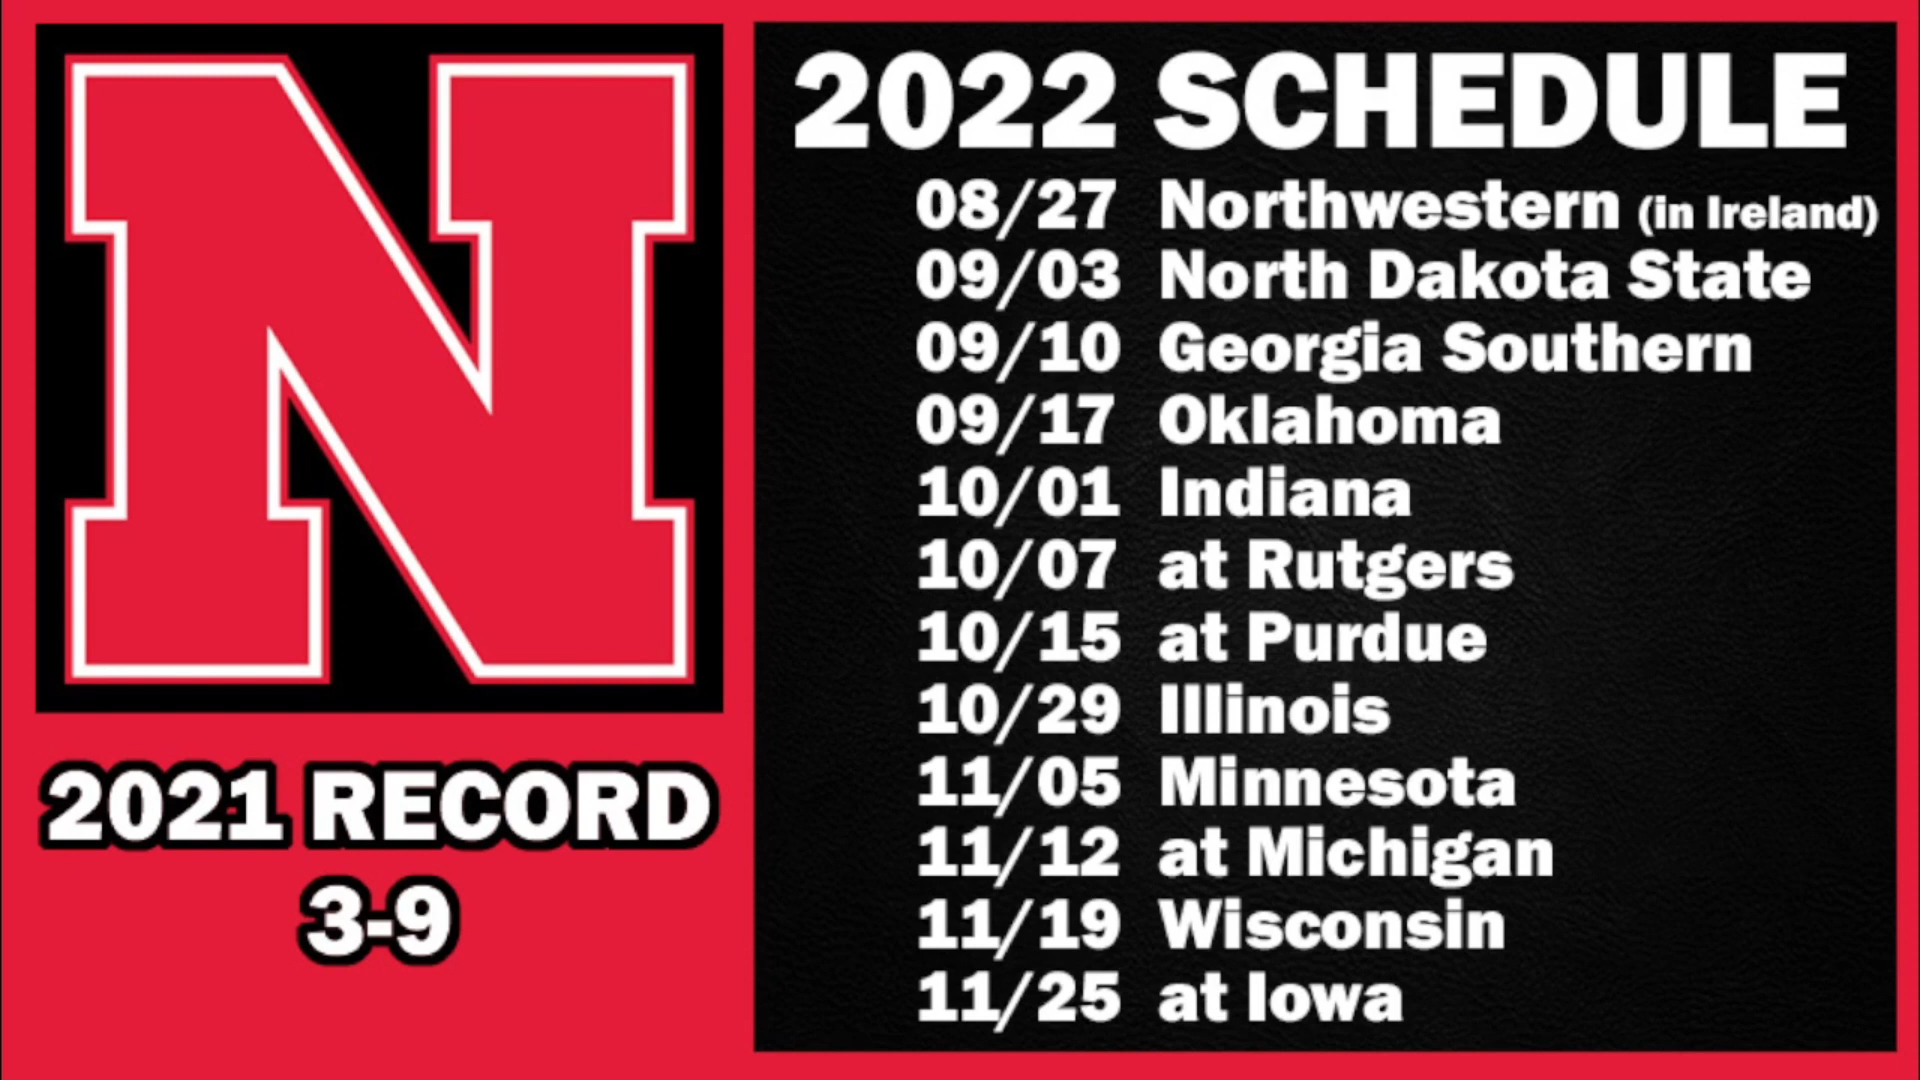 N
2021 RECORD
3-9
2022 SCHEDULE
08/27 Northwestern (in Ireland)
09/03 North Dakota State
09/10 Georgia Southern
09/17 Oklahoma
10/01 Indiana
10/07 at Rutgers
10/15 at Purdue
10/29 Illinois
11/05 Minnesota
11/12 at Michigan
11/19 Wisconsin
11/25 at Iowa